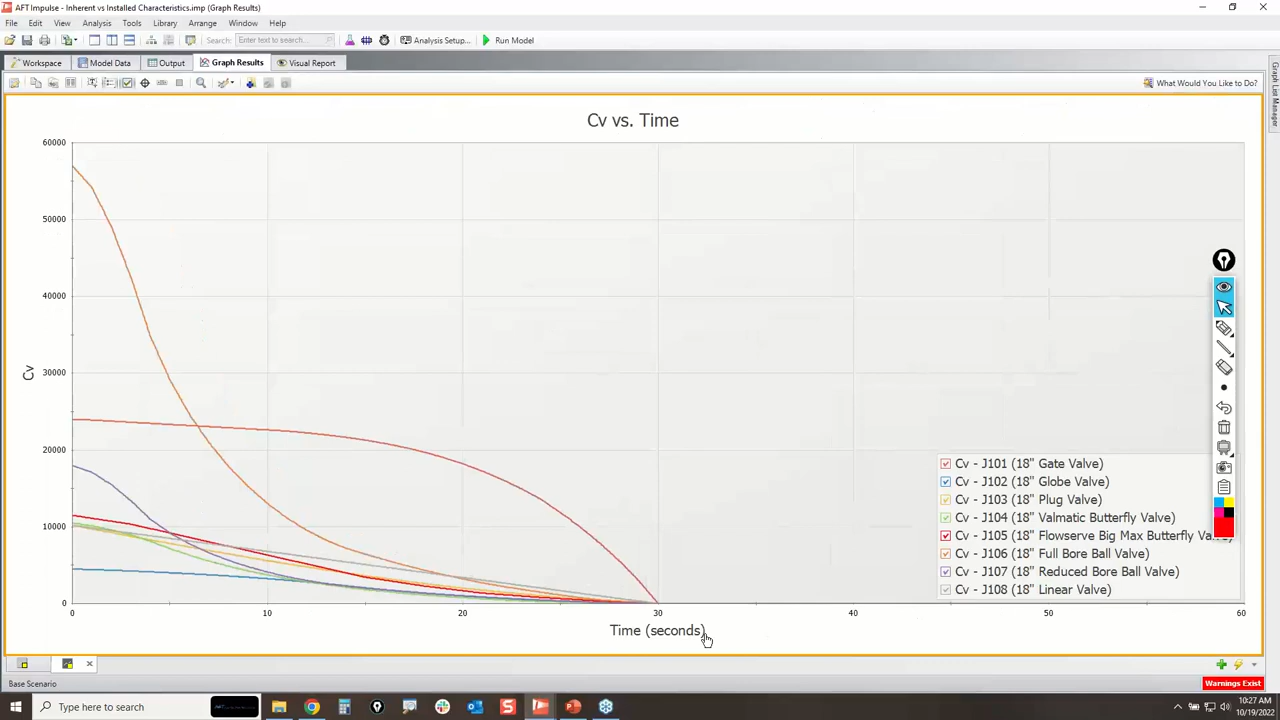 AFT Impulse - Inherent vs Installed Characteristics.imp (Graph Results)
File Edit View Analysis Tools Library Arrange Window Help
Search: Enter text to search... Analysis Setup... Run Model
Workspace Model Data Output Graph Results Visual Report
What Would You Like to Do?
Graph List Manager
Cv vs. Time
60000
50000
40000
30000
20000
10000
0
Cv
0 10 20 30 40 50 60
Time (seconds)
Cv - J101 (18" Gate Valve)
Cv - J102 (18" Globe Valve)
Cv - J103 (18" Plug Valve)
Cv - J104 (18" Valmatic Butterfly Valve)
Cv - J105 (18" Flowserve Big Max Butterfly Valve)
Cv - J106 (18" Full Bore Ball Valve)
Cv - J107 (18" Reduced Bore Ball Valve)
Cv - J108 (18" Linear Valve)
Base Scenario
Warnings Exist
Type here to search
10:27 AM
10/19/2022